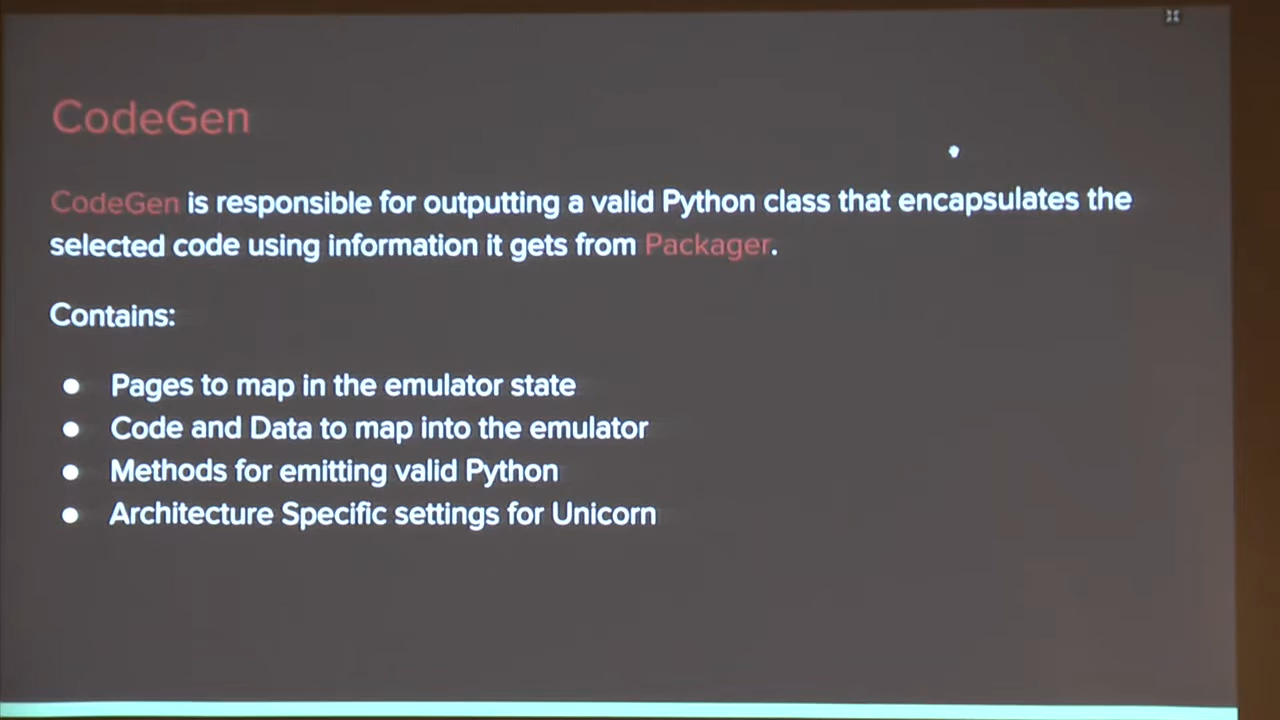 CodeGen
CodeGen is responsible for outputting a valid Python class that encapsulates the
selected code using information it gets from Packager.
Contains:
● Pages to map in the emulator state
● Code and Data to map into the emulator
● Methods for emitting valid Python
● Architecture Specific settings for Unicorn